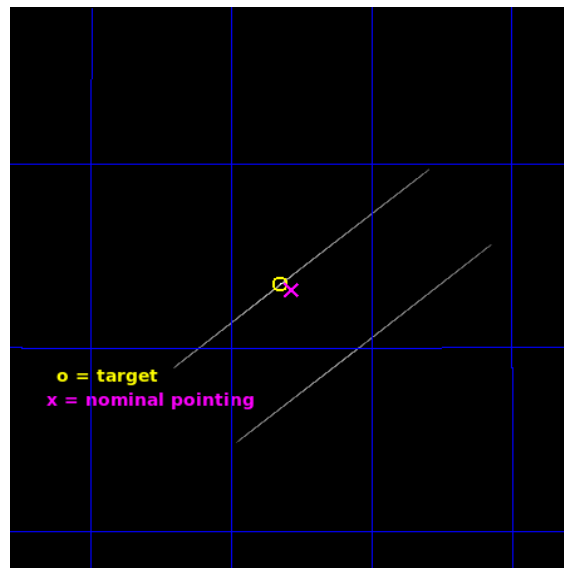 o = target
x = nominal pointing